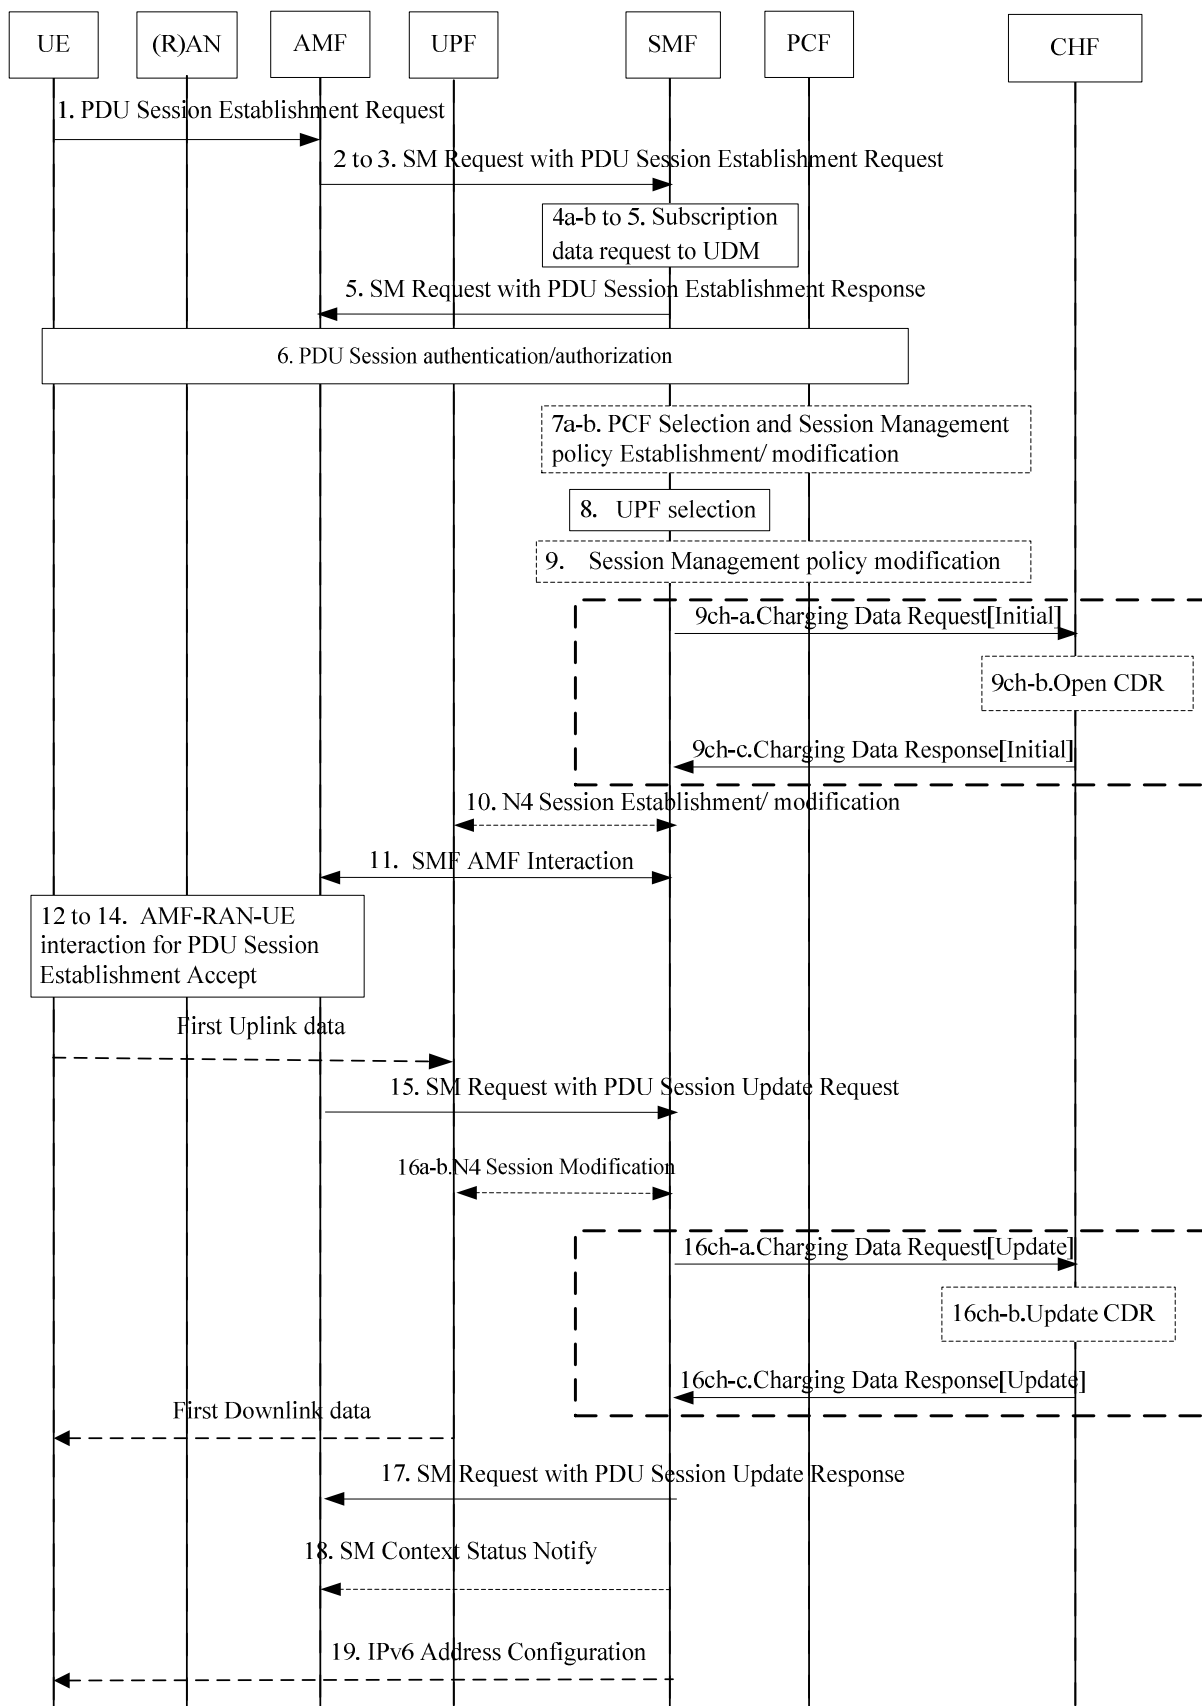 UE
(R)AN
AMF
UPF
SMF
PCF
CHF
1. PDU Session Establishment Request
2 to 3. SM Request with PDU Session Establishment Request
4a-b to 5. Subscription
data request to UDM
5. SM Request with PDU Session Establishment Response
6. PDU Session authentication/authorization
7a-b. PCF Selection and Session Management
policy Establishment/ modification
8. UPF selection
9. Session Management policy modification
9ch-a.Charging Data Request[Initial]
9ch-b.Open CDR
9ch-c.Charging Data Response[Initial]
10. N4 Session Establishment/ modification
11. SMF AMF Interaction
12 to 14. AMF-RAN-UE
interaction for PDU Session
Establishment Accept
First Uplink data
15. SM Request with PDU Session Update Request
16a-b.N4 Session Modification
16ch-a.Charging Data Request[Update]
16ch-b.Update CDR
16ch-c.Charging Data Response[Update]
First Downlink data
17. SM Request with PDU Session Update Response
18. SM Context Status Notify
19. IPv6 Address Configuration